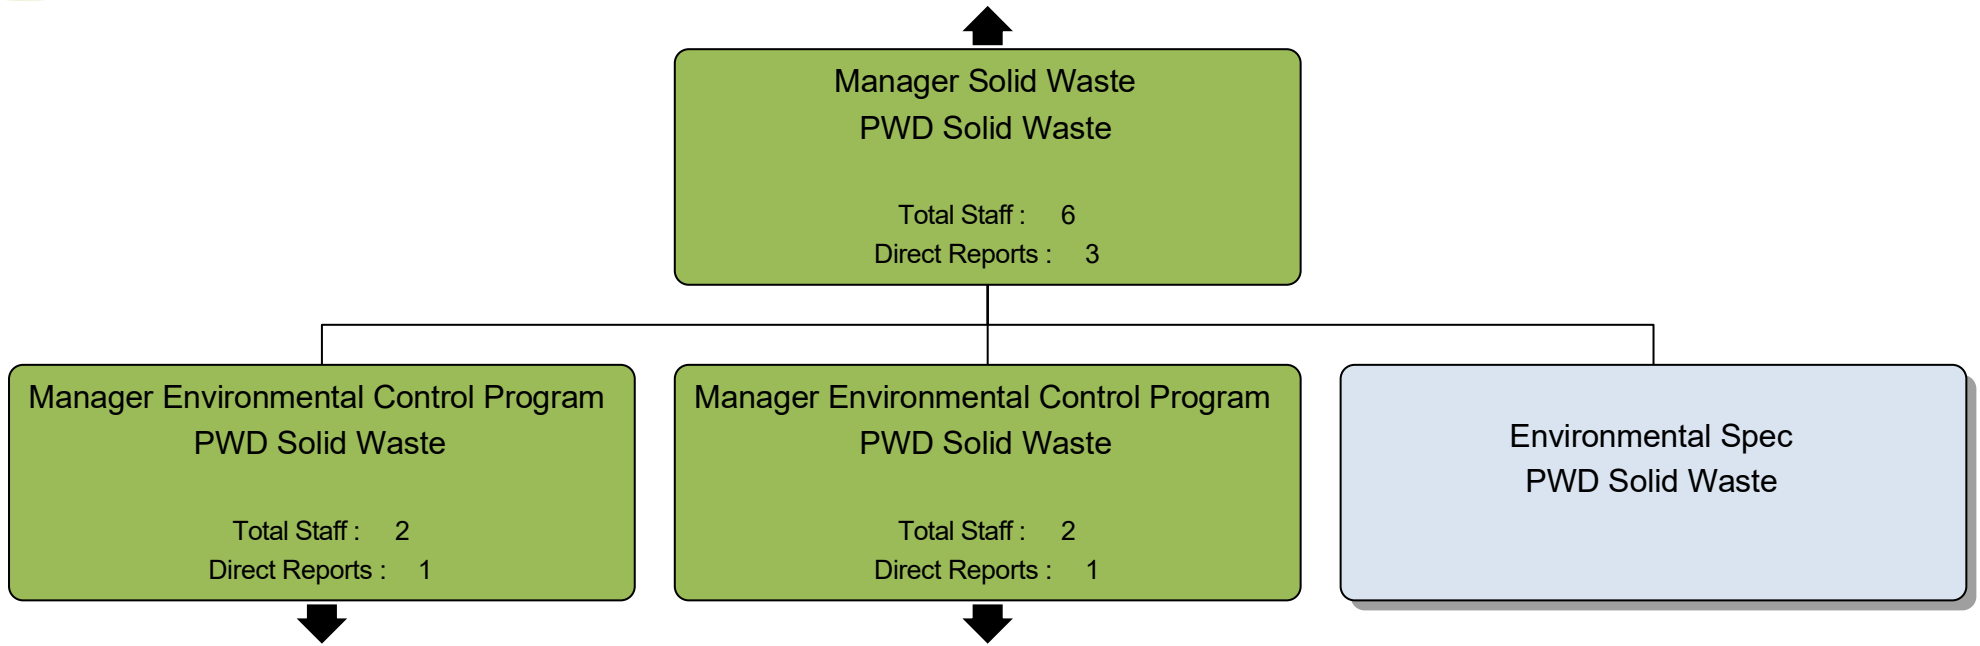 Manager Solid Waste
PWD Solid Waste
Total Staff : 6
Direct Reports : 3
Manager Environmental Control Program
PWD Solid Waste
Total Staff : 2
Direct Reports : 1
Manager Environmental Control Program
PWD Solid Waste
Total Staff : 2
Direct Reports : 1
Environmental Spec
PWD Solid Waste